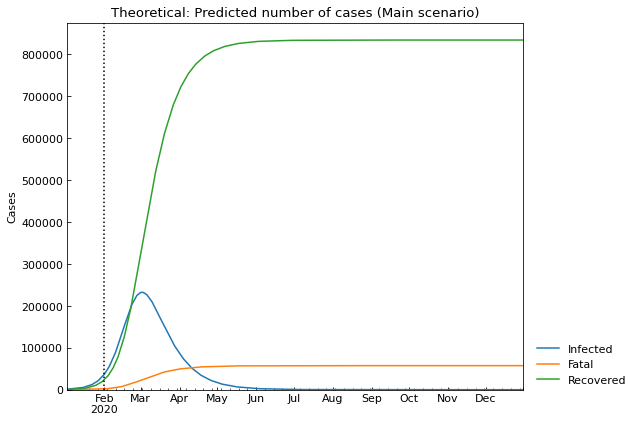 Theoretical: Predicted number of cases (Main scenario)
Cases
800000
700000
600000
500000
400000
300000
200000
100000
0
Feb Mar Apr May Jun Jul Aug Sep Oct Nov Dec
2020
Infected
Fatal
Recovered